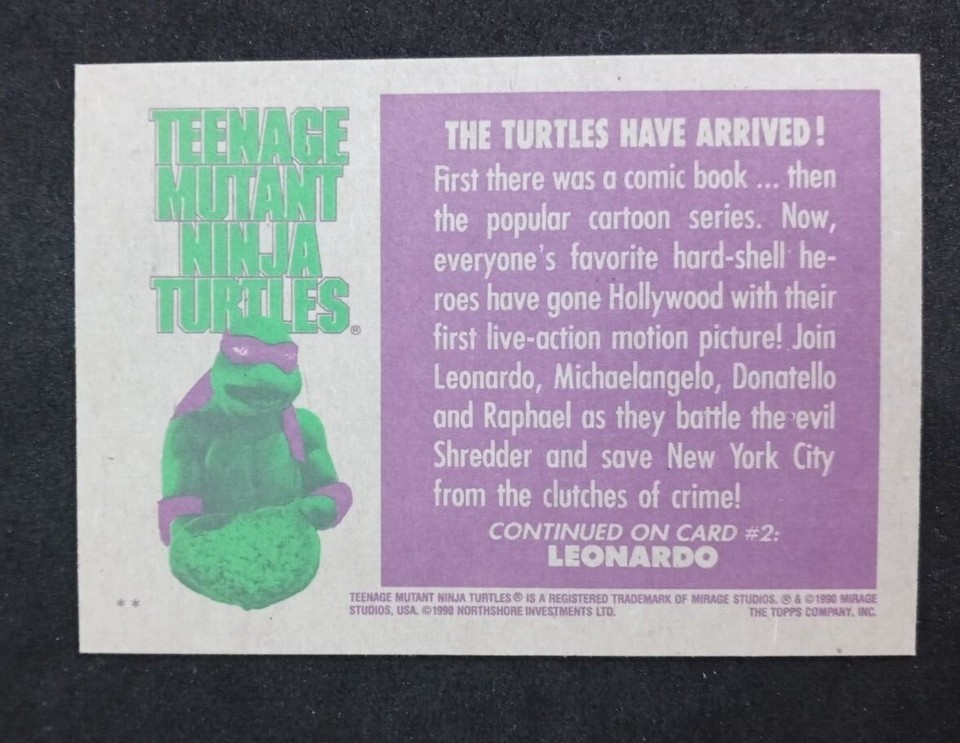 TEENAGE
MUTANT
NINJA
TURTLES®
THE TURTLES HAVE ARRIVED!
First there was a comic book ... then
the popular cartoon series. Now,
everyone's favorite hard-shell he-
roes have gone Hollywood with their
first live-action motion picture! Join
Leonardo, Michaelangelo, Donatello
and Raphael as they battle the evil
Shredder and save New York City
from the clutches of crime!
CONTINUED ON CARD #2:
LEONARDO
**
TEENAGE MUTANT NINJA TURTLES® IS A REGISTERED TRADEMARK OF MIRAGE STUDIOS. ® & ©1990 MIRAGE
STUDIOS, USA. ©1990 NORTHSHORE INVESTMENTS LTD. THE TOPPS COMPANY, INC.